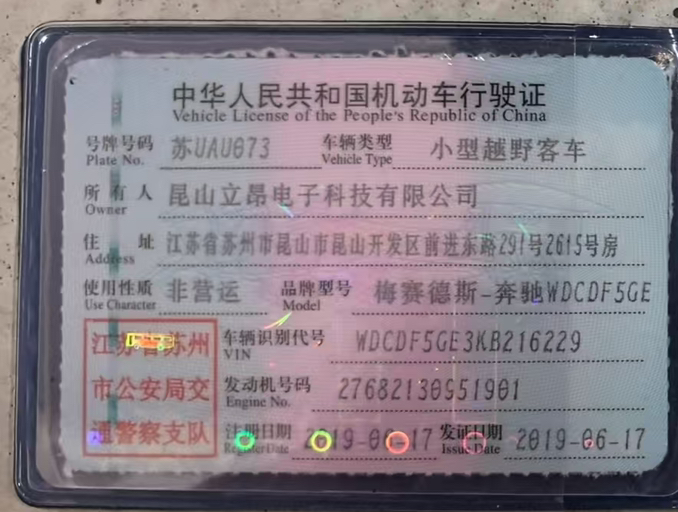 中华人民共和国机动车行驶证
Vehicle License of the People's Republic of China
号牌号码 苏UAU073 车辆类型 小型越野客车
Plate No. Vehicle Type
所有人 昆山立昂电子科技有限公司
Owner
住址 江苏省苏州市昆山市昆山开发区前进东路291号2615号房
Address
使用性质 非营运 品牌型号 梅赛德斯-奔驰WDCDF5GE
Use Character Model
江苏省苏州 车辆识别代号 WDCDF5GE3KB216229
VIN
市公安局交 发动机号码 27682130951901
Engine No.
通警察支队 注册日期 2019-06-17 发证日期 2019-06-17
Register Date Issue Date